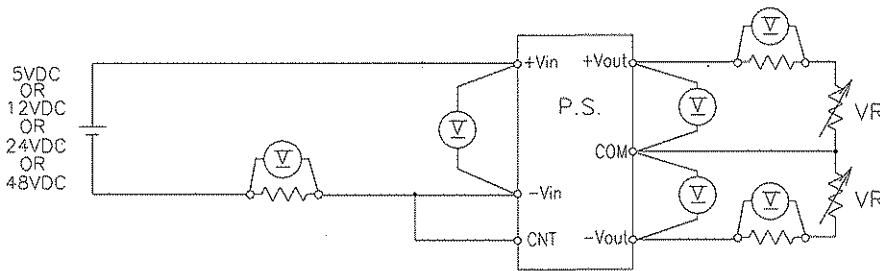 5VDC
OR
12VDC
OR
24VDC
OR
48VDC
V
V
+Vin
-Vin
CNT
P.S.
+Vout
COM
-Vout
V
V
V
V
VR
VR